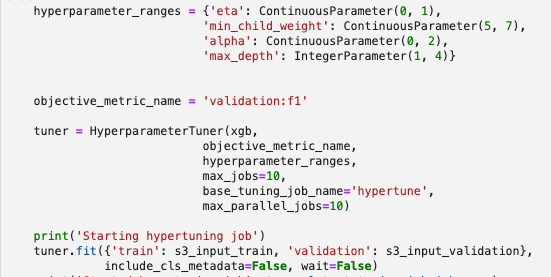 hyperparameter_ranges = {'eta': ContinuousParameter(0, 1),
'min_child_weight': ContinuousParameter(5, 7),
'alpha': ContinuousParameter(0, 2),
'max_depth': IntegerParameter(1, 4)}
objective_metric_name = 'validation:f1'
tuner = HyperparameterTuner(xgb,
objective_metric_name,
hyperparameter_ranges,
max_jobs=10,
base_tuning_job_name='hypertune',
max_parallel_jobs=10)
print('Starting hypertuning job')
tuner.fit({'train': s3_input_train, 'validation': s3_input_validation},
include_cls_metadata=False, wait=False)